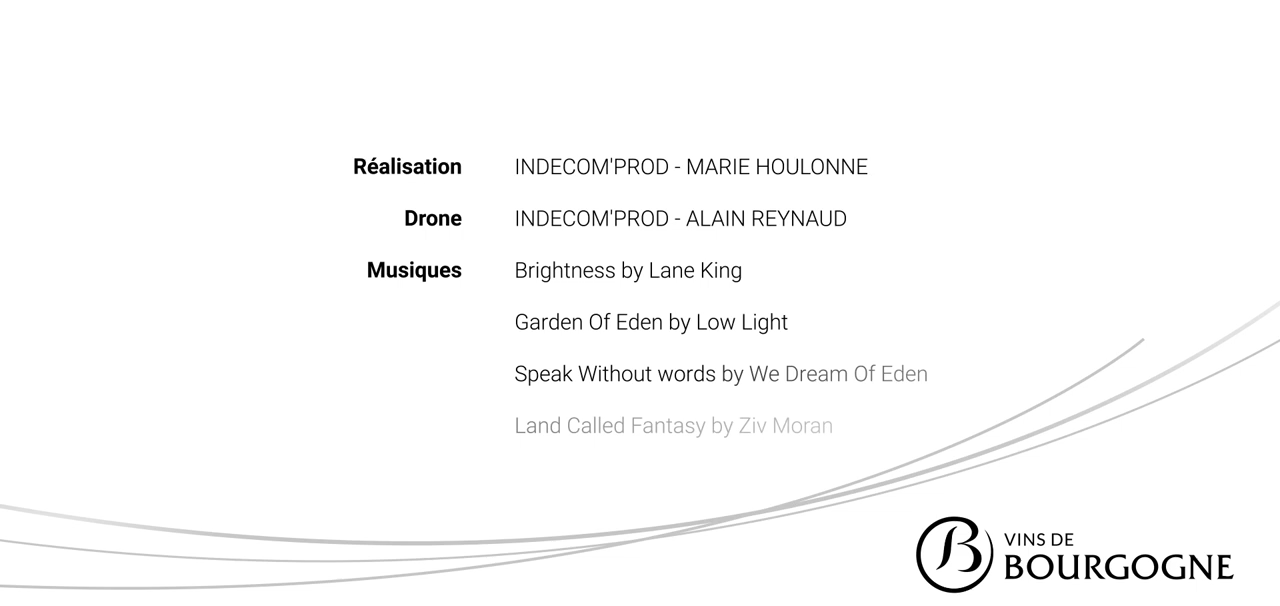 Réalisation INDECOM'PROD - MARIE HOULONNE
Drone INDECOM'PROD - ALAIN REYNAUD
Musiques Brightness by Lane King
Garden Of Eden by Low Light
Speak Without words by We Dream Of Eden
Land Called Fantasy by Ziv Moran
B
VINS DE
BOURGOGNE